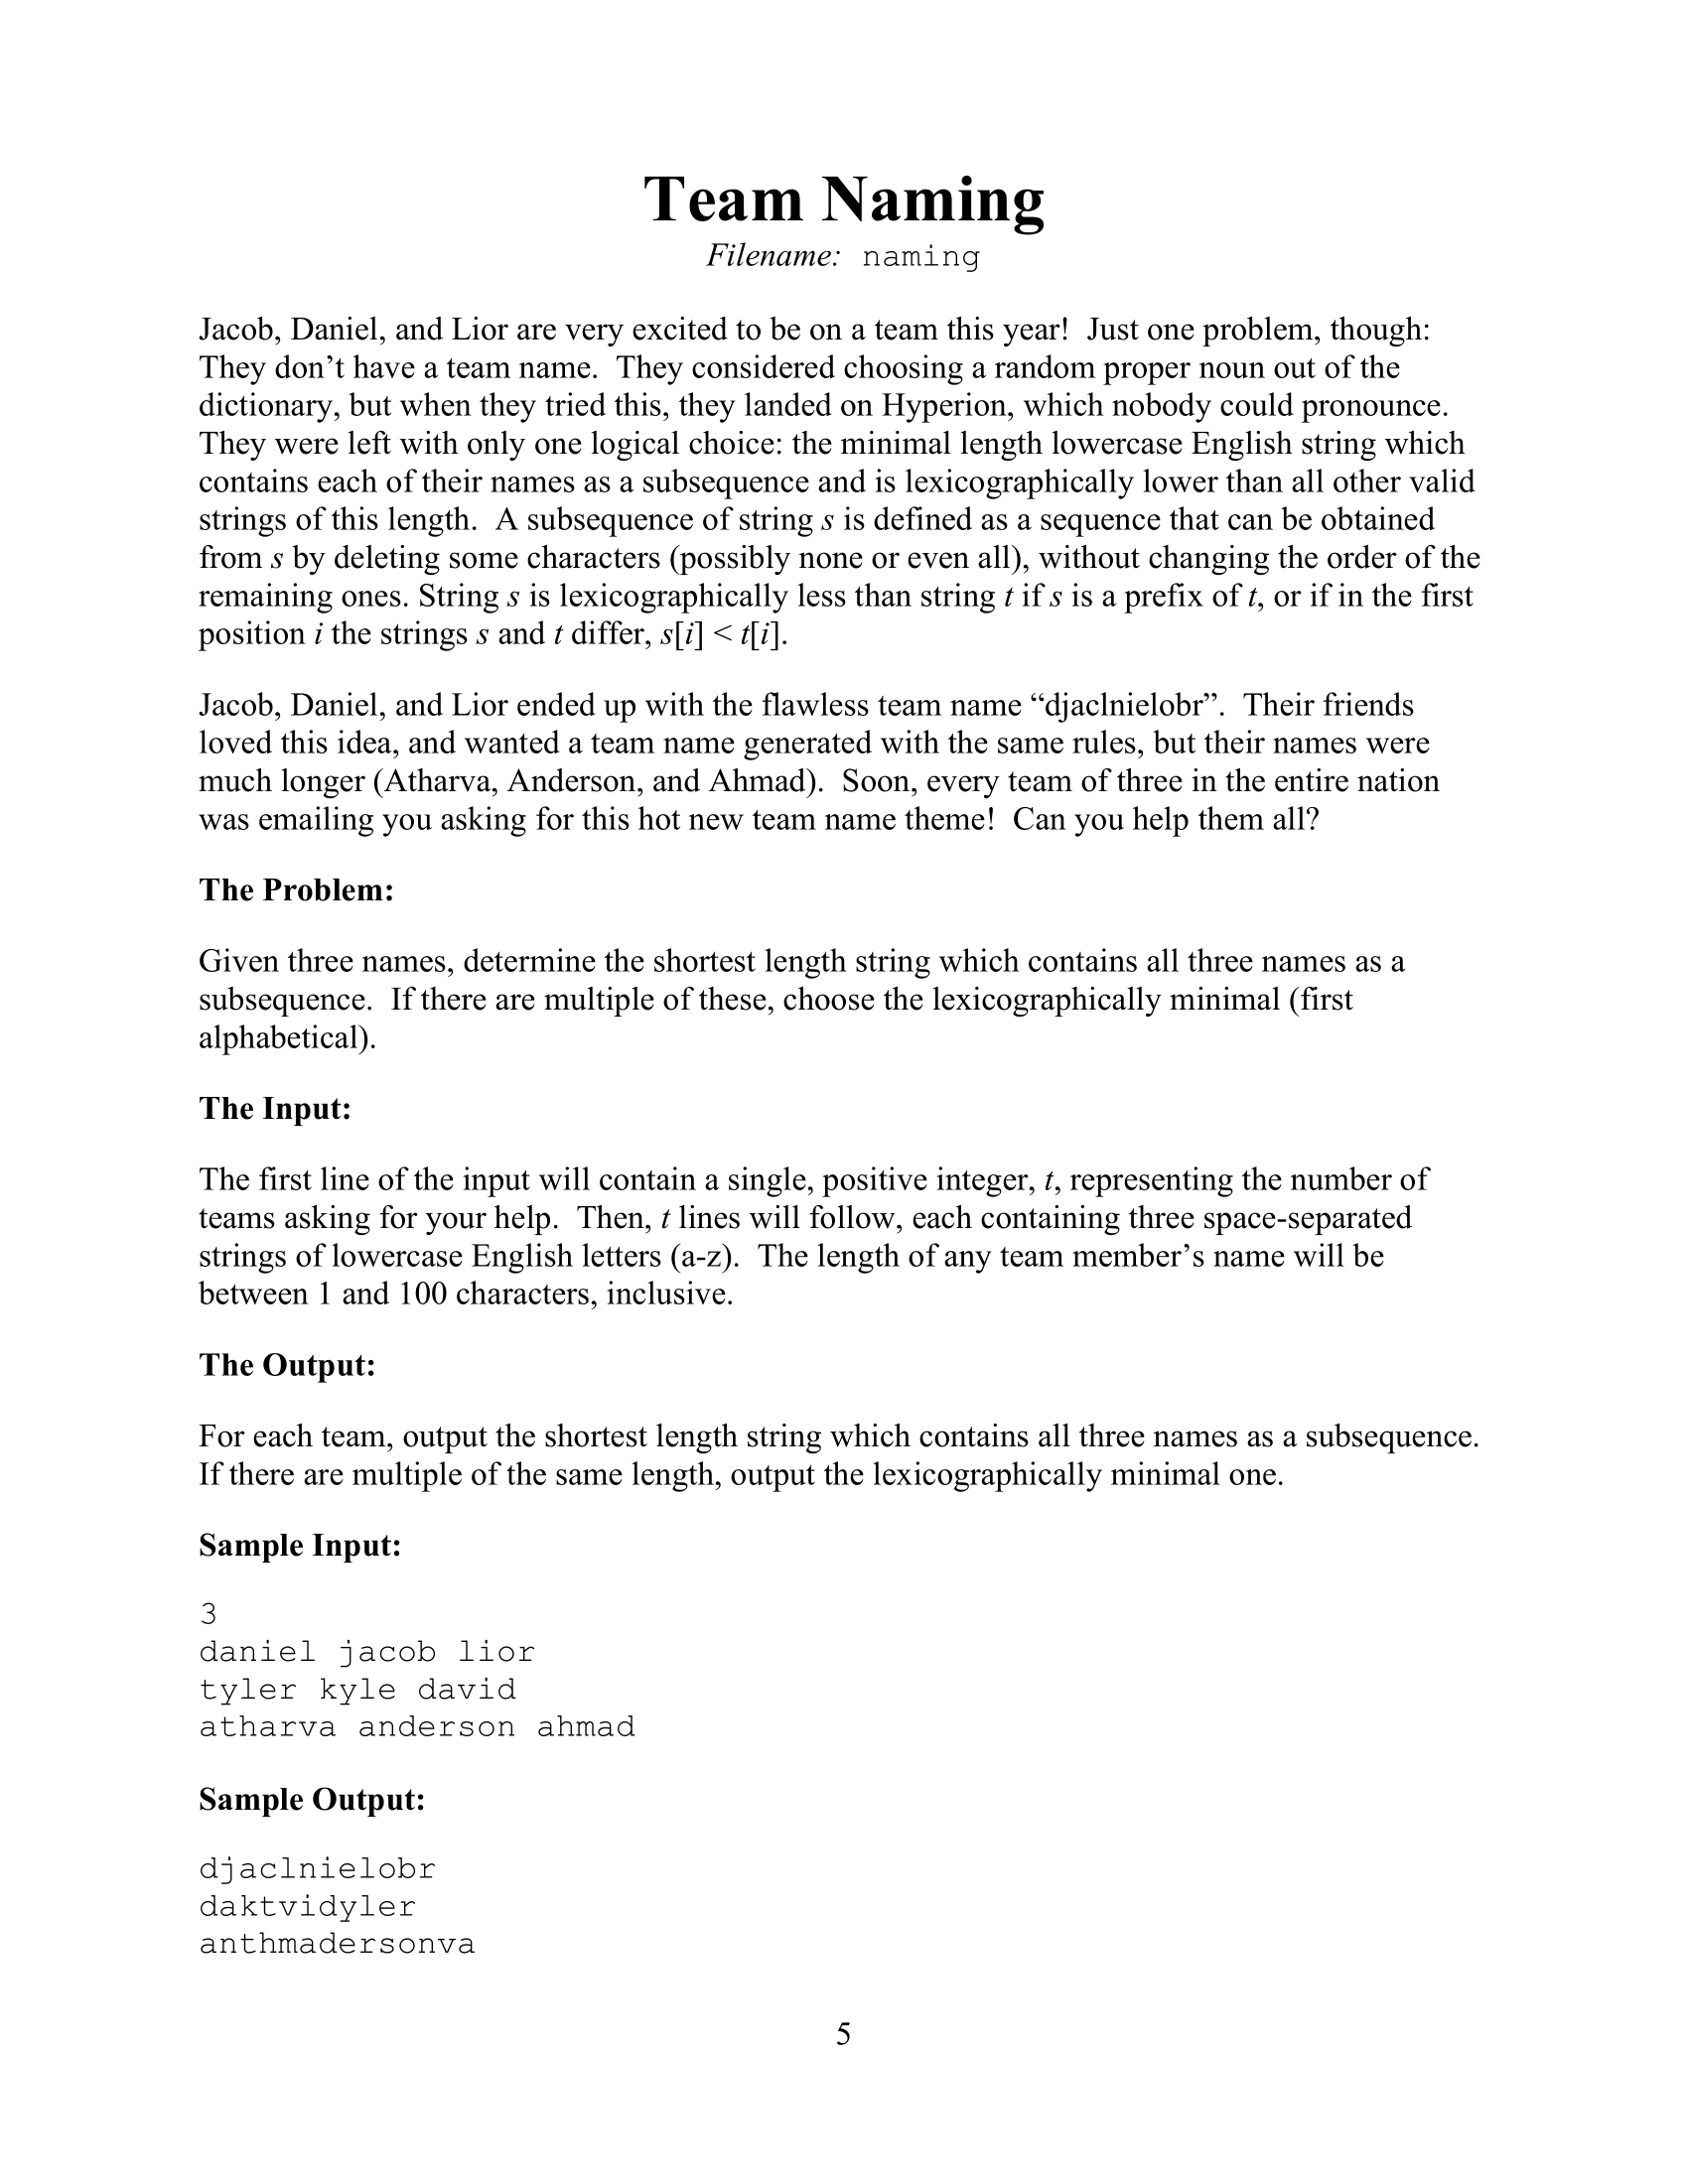 Team Naming
Filename: naming
Jacob, Daniel, and Lior are very excited to be on a team this year!  Just one problem, though:
They don’t have a team name.  They considered choosing a random proper noun out of the
dictionary, but when they tried this, they landed on Hyperion, which nobody could pronounce.
They were left with only one logical choice: the minimal length lowercase English string which
contains each of their names as a subsequence and is lexicographically lower than all other valid
strings of this length.  A subsequence of string s is defined as a sequence that can be obtained
from s by deleting some characters (possibly none or even all), without changing the order of the
remaining ones. String s is lexicographically less than string t if s is a prefix of t, or if in the first
position i the strings s and t differ, s[i] < t[i].
Jacob, Daniel, and Lior ended up with the flawless team name “djaclnielobr”.  Their friends
loved this idea, and wanted a team name generated with the same rules, but their names were
much longer (Atharva, Anderson, and Ahmad).  Soon, every team of three in the entire nation
was emailing you asking for this hot new team name theme!  Can you help them all?
The Problem:
Given three names, determine the shortest length string which contains all three names as a
subsequence.  If there are multiple of these, choose the lexicographically minimal (first
alphabetical).
The Input:
The first line of the input will contain a single, positive integer, t, representing the number of
teams asking for your help.  Then, t lines will follow, each containing three space-separated
strings of lowercase English letters (a-z).  The length of any team member’s name will be
between 1 and 100 characters, inclusive.
The Output:
For each team, output the shortest length string which contains all three names as a subsequence.
If there are multiple of the same length, output the lexicographically minimal one.
Sample Input:
3
daniel jacob lior
tyler kyle david
atharva anderson ahmad
Sample Output:
djaclnielobr
daktvidyler
anthmadersonva
5